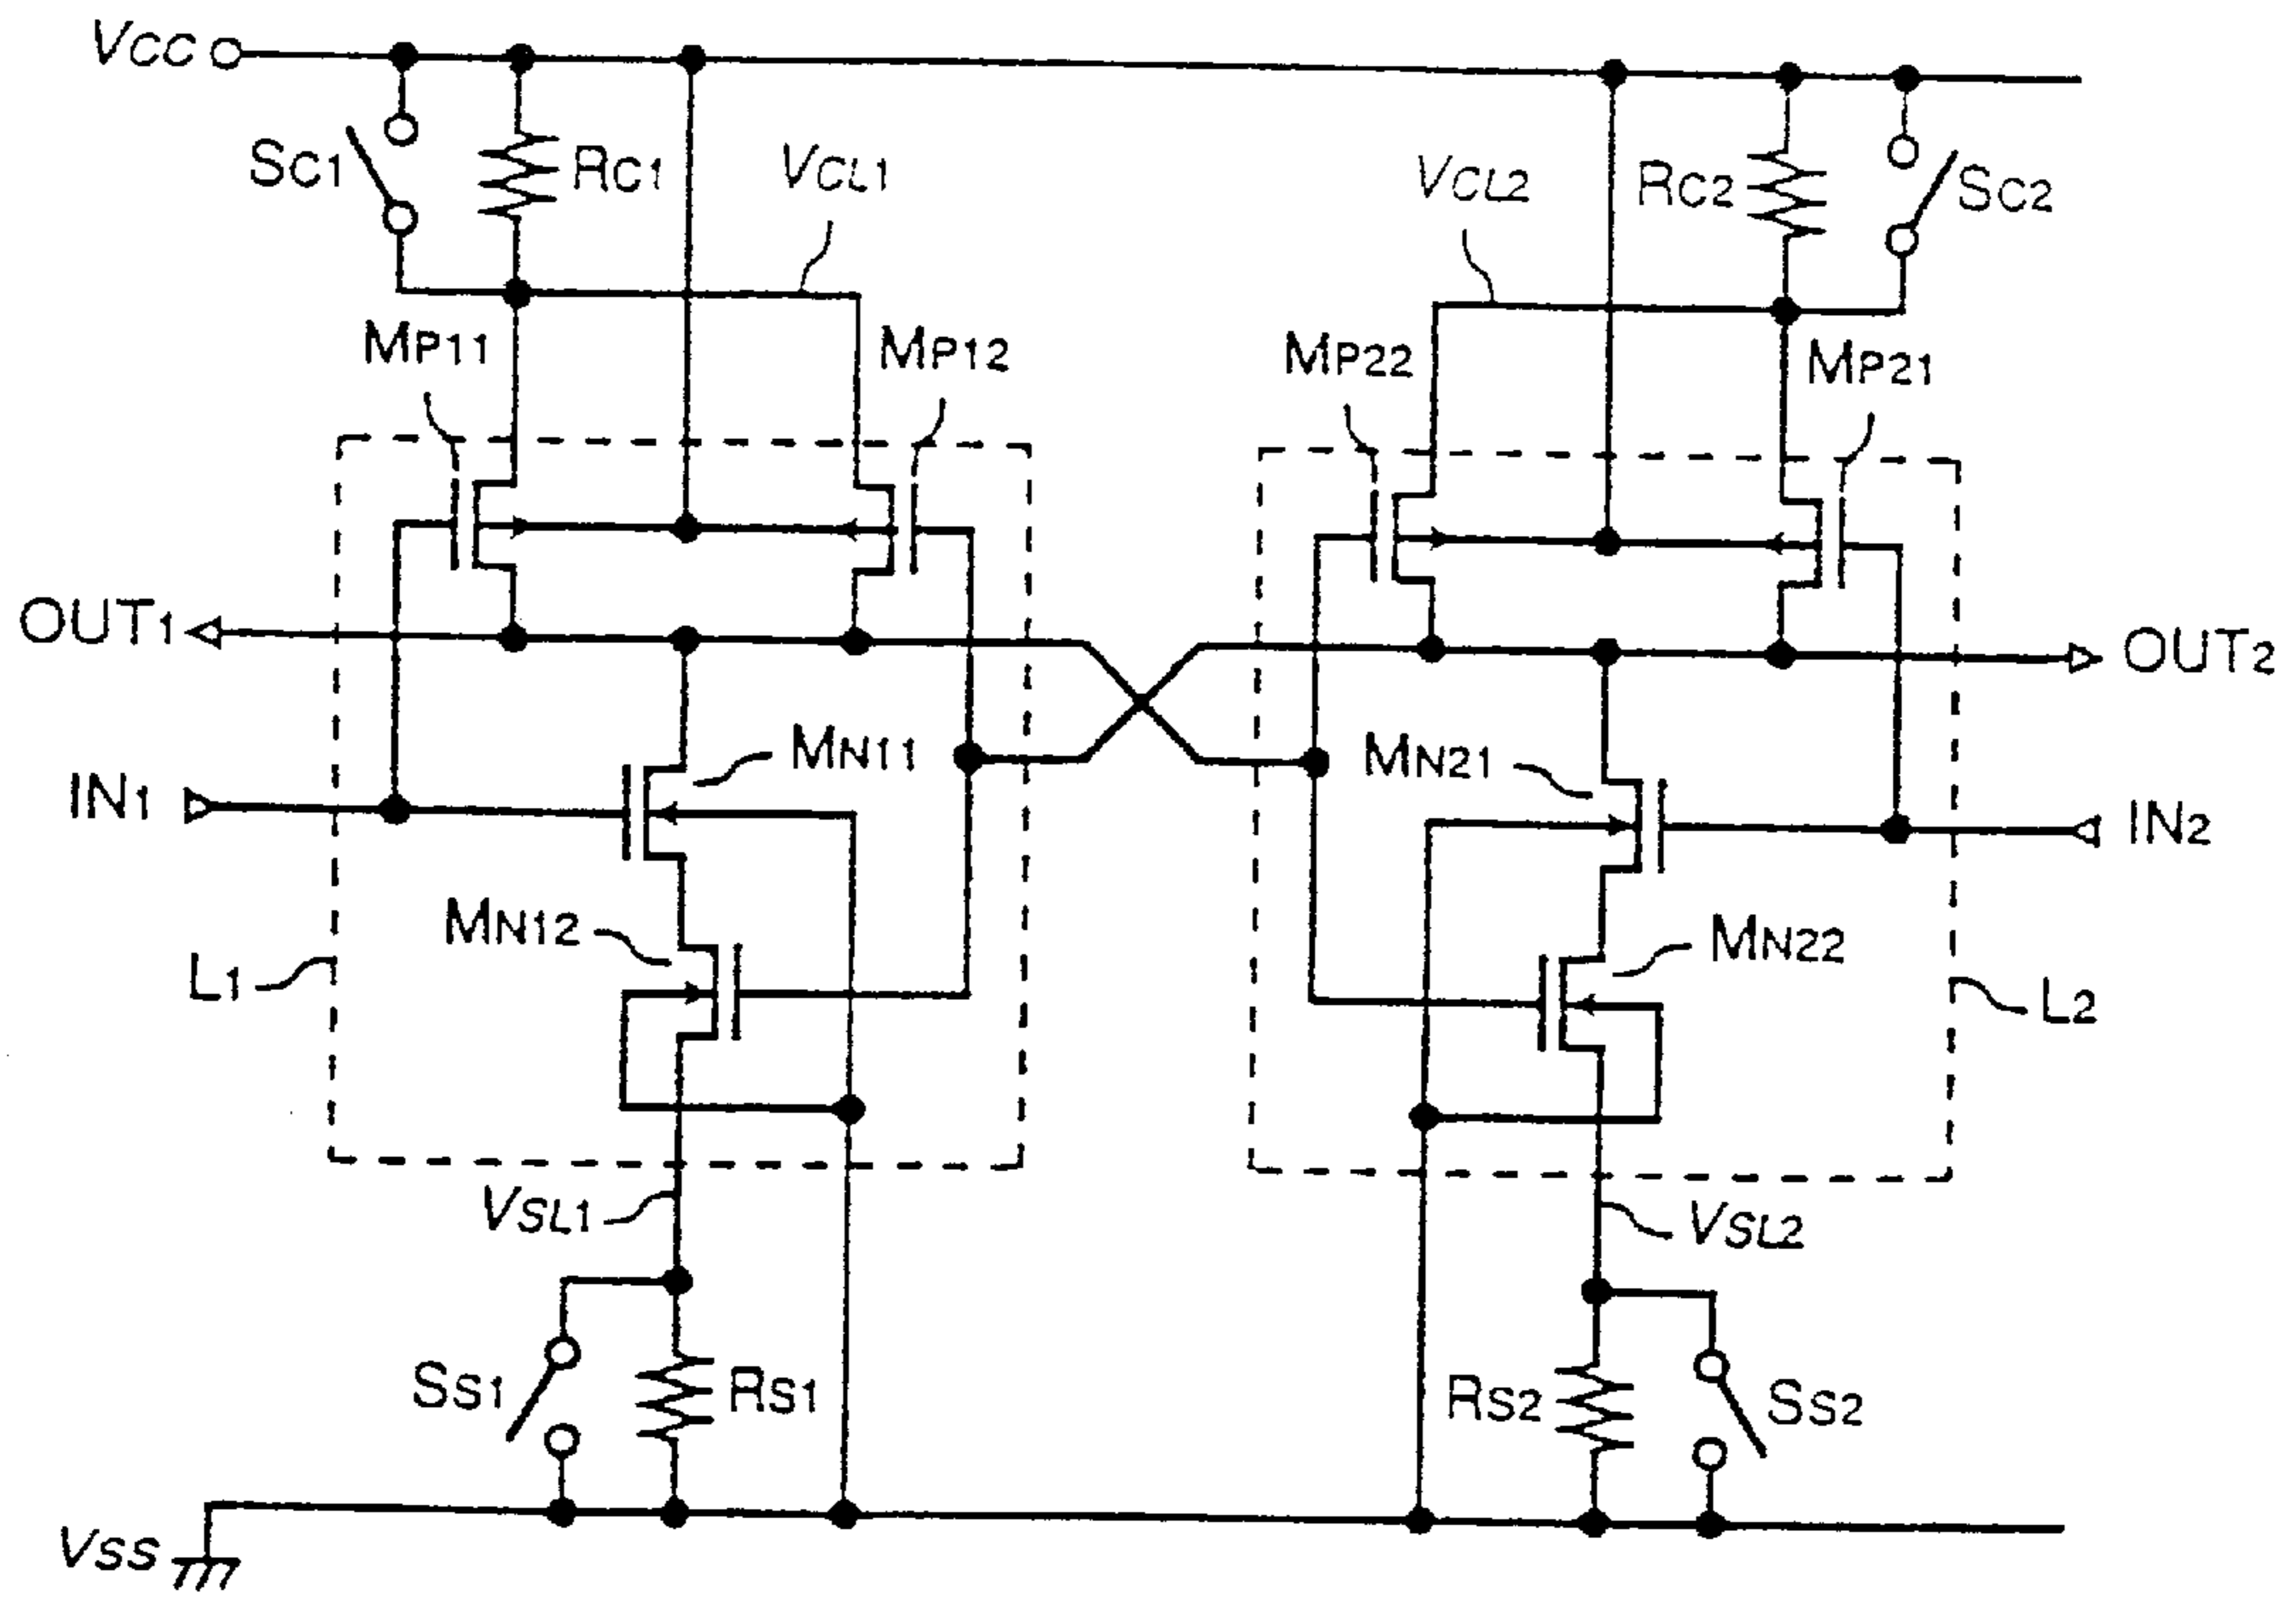 VCC
SC1
RC1
VCL1
VCL2
RC2
SC2
MP11
MP12
MP22
MP21
OUT1
OUT2
MN11
MN21
IN1
IN2
MN12
MN22
L1
L2
VSL1
VSL2
SS1
RS1
RS2
SS2
VSS